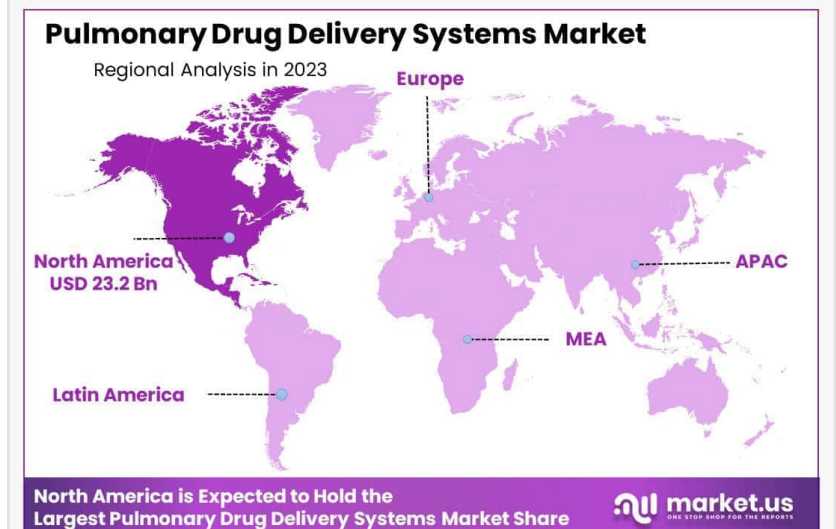 Pulmonary Drug Delivery Systems Market
Regional Analysis in 2023
Europe
North America
USD 23.2 Bn
APAC
MEA
Latin America
North America is Expected to Hold the
Largest Pulmonary Drug Delivery Systems Market Share
market.us
ONE STOP SHOP FOR THE REPORTS